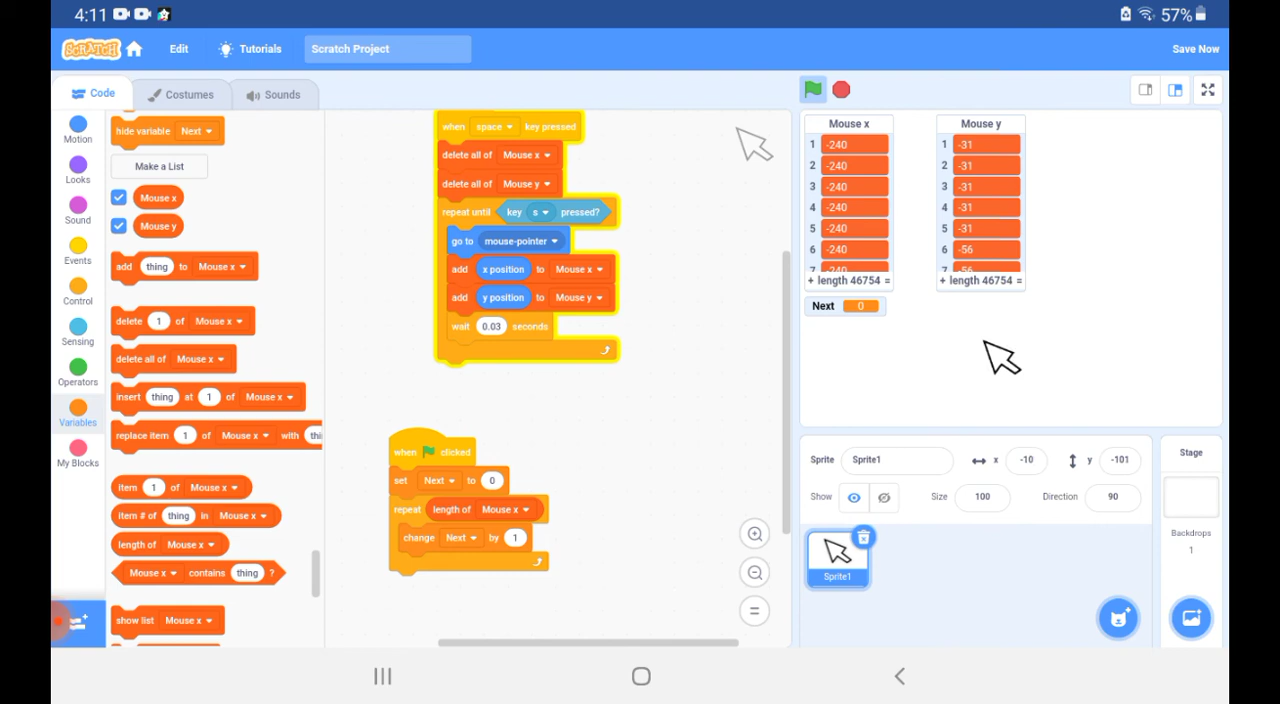 4:11
57%
SCRATCH
Edit
Tutorials
Scratch Project
Save Now
Code
Costumes
Sounds
Motion
Looks
Sound
Events
Control
Sensing
Operators
Variables
My Blocks
hide variable Next
Make a List
Mouse x
Mouse y
add thing to Mouse x
delete 1 of Mouse x
delete all of Mouse x
insert thing at 1 of Mouse x
replace item 1 of Mouse x with thi
item 1 of Mouse x
item # of thing in Mouse x
length of Mouse x
Mouse x contains thing ?
show list Mouse x
when space key pressed
delete all of Mouse x
delete all of Mouse y
repeat until key s pressed?
go to mouse-pointer
add x position to Mouse x
add y position to Mouse y
wait 0.03 seconds
when clicked
set Next to 0
repeat length of Mouse x
change Next by 1
Mouse x
1 -240
2 -240
3 -240
4 -240
5 -240
6 -240
7 -240
+ length 46754 =
Mouse y
1 -31
2 -31
3 -31
4 -31
5 -31
6 -56
7 -56
+ length 46754 =
Next 0
Sprite Sprite1 x -10 y -101
Show Size 100 Direction 90
Sprite1
Stage
Backdrops
1